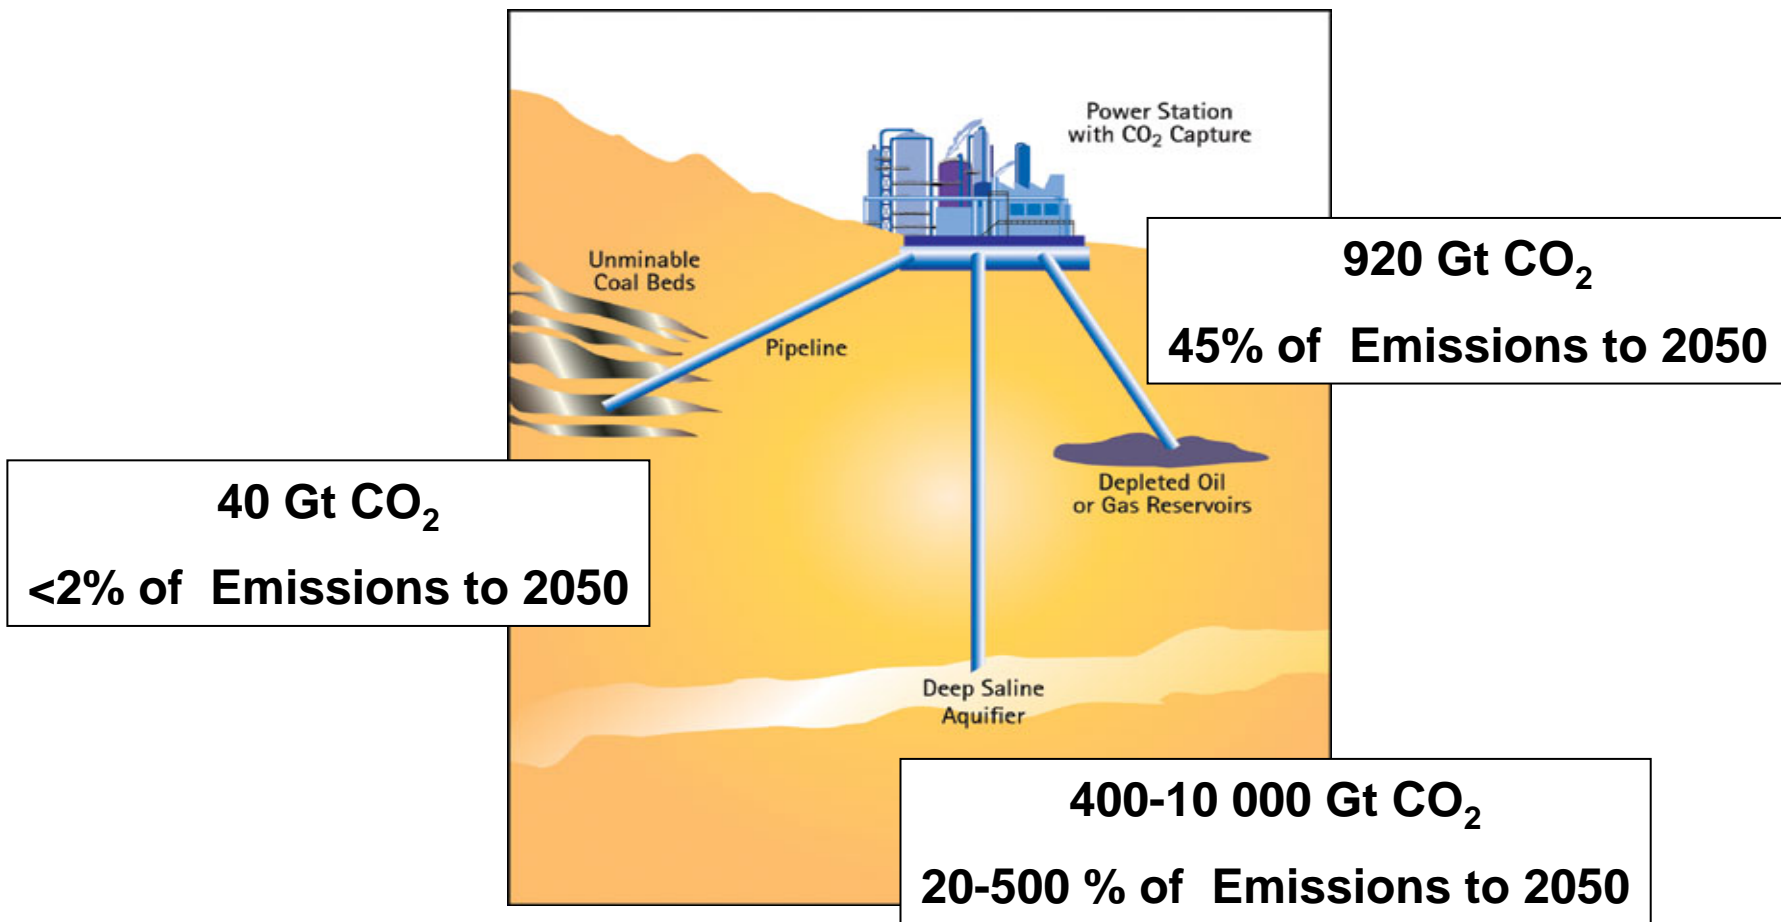 Power Station
with CO₂ Capture
920 Gt CO₂
45% of Emissions to 2050
Unminable
Coal Beds
Pipeline
40 Gt CO₂
<2% of Emissions to 2050
Depleted Oil
or Gas Reservoirs
Deep Saline
Aquifier
400-10 000 Gt CO₂
20-500 % of Emissions to 2050